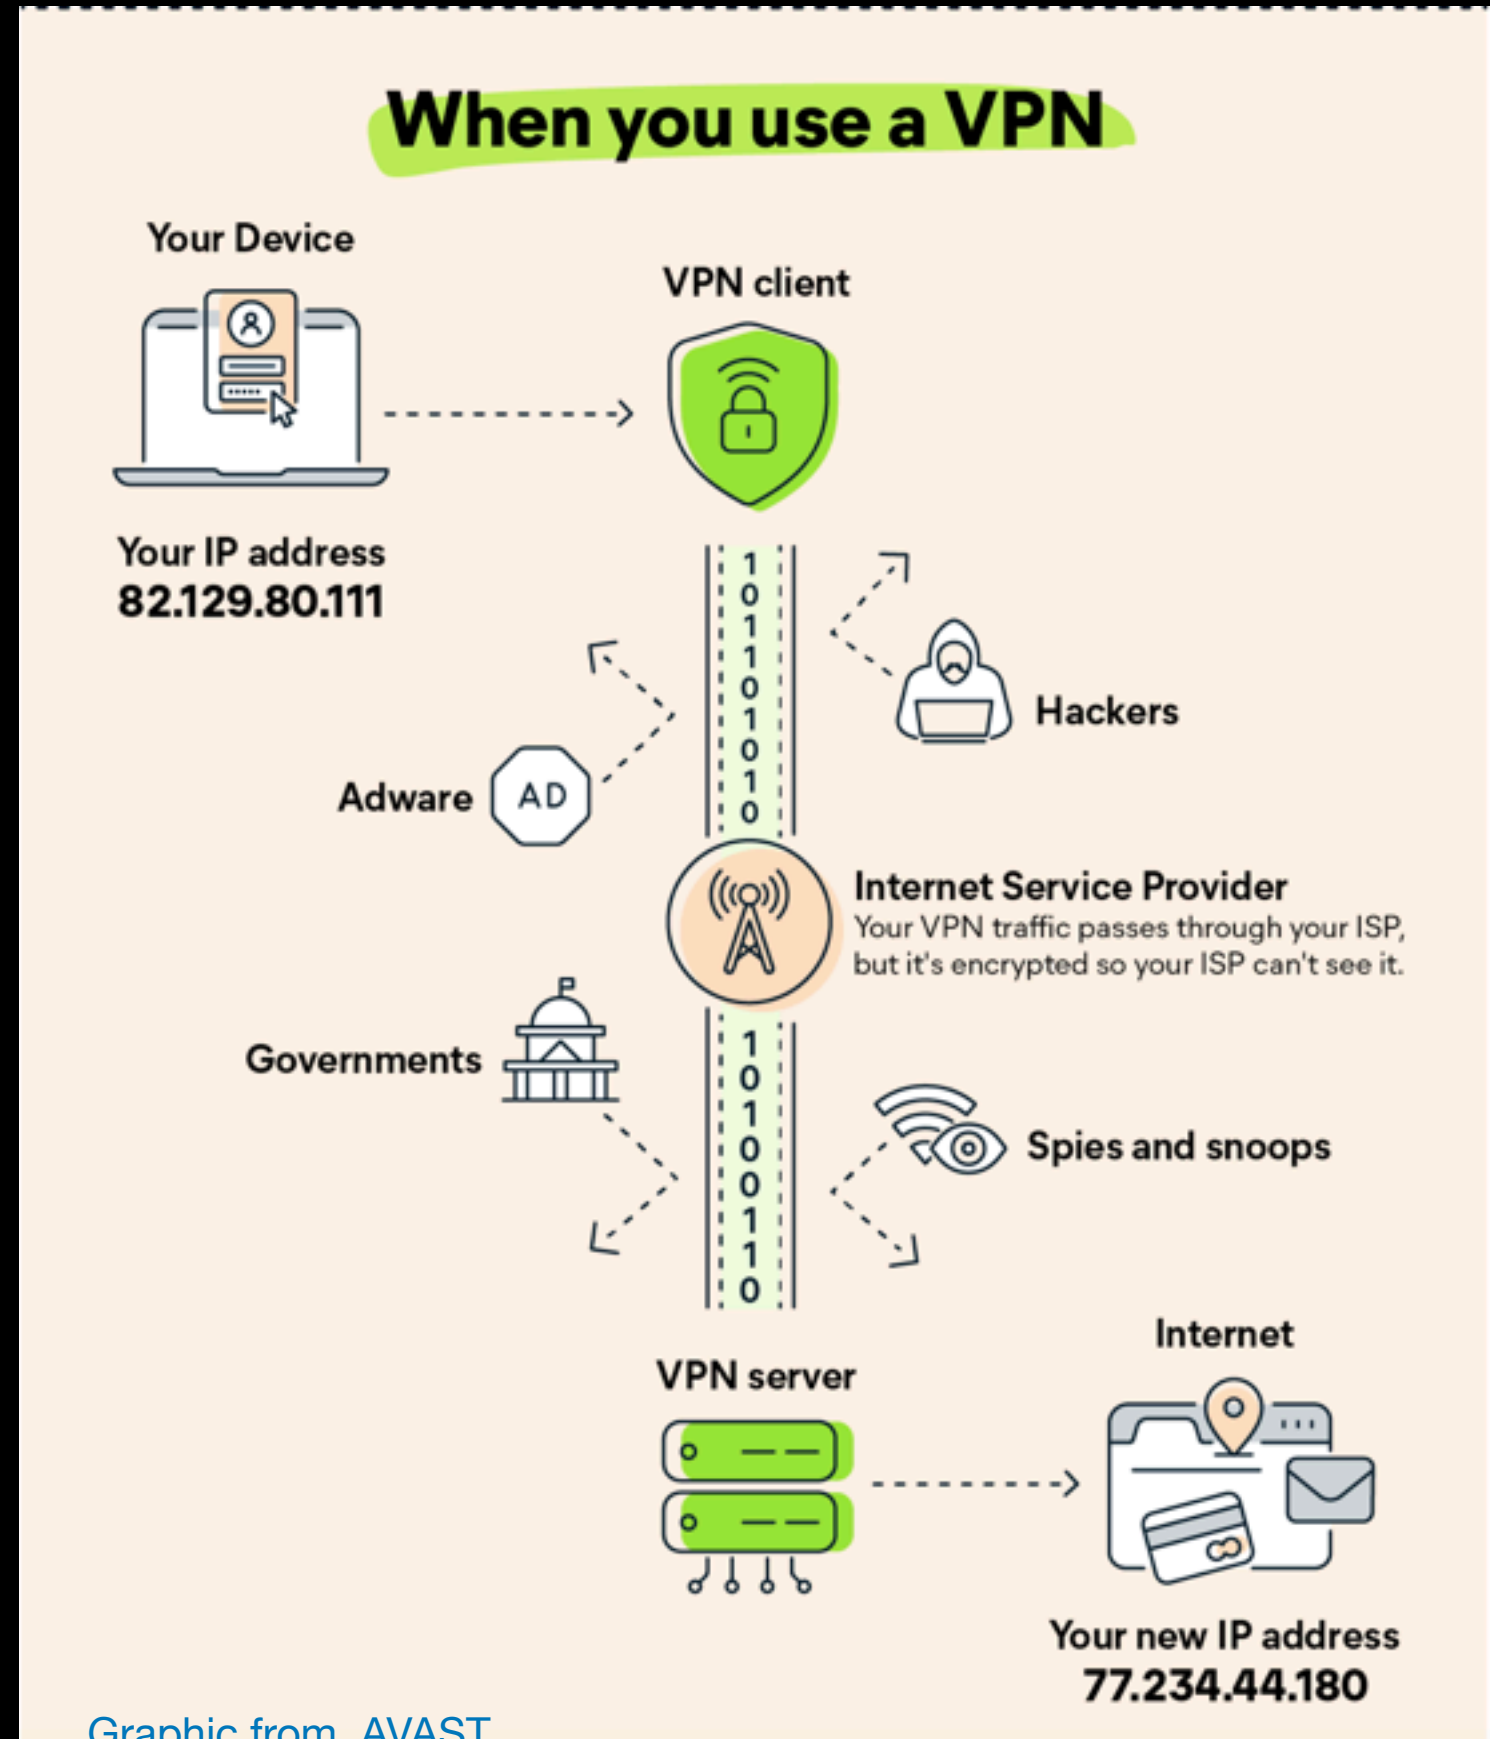 When you use a VPN
Your Device
VPN client
Your IP address
82.129.80.111
1
0
1
1
0
1
0
1
0
Hackers
Adware
AD
Internet Service Provider
Your VPN traffic passes through your ISP,
but it's encrypted so your ISP can't see it.
Governments
1
0
1
0
0
1
1
0
Spies and snoops
Internet
VPN server
Your new IP address
77.234.44.180
Graphic from AVAST